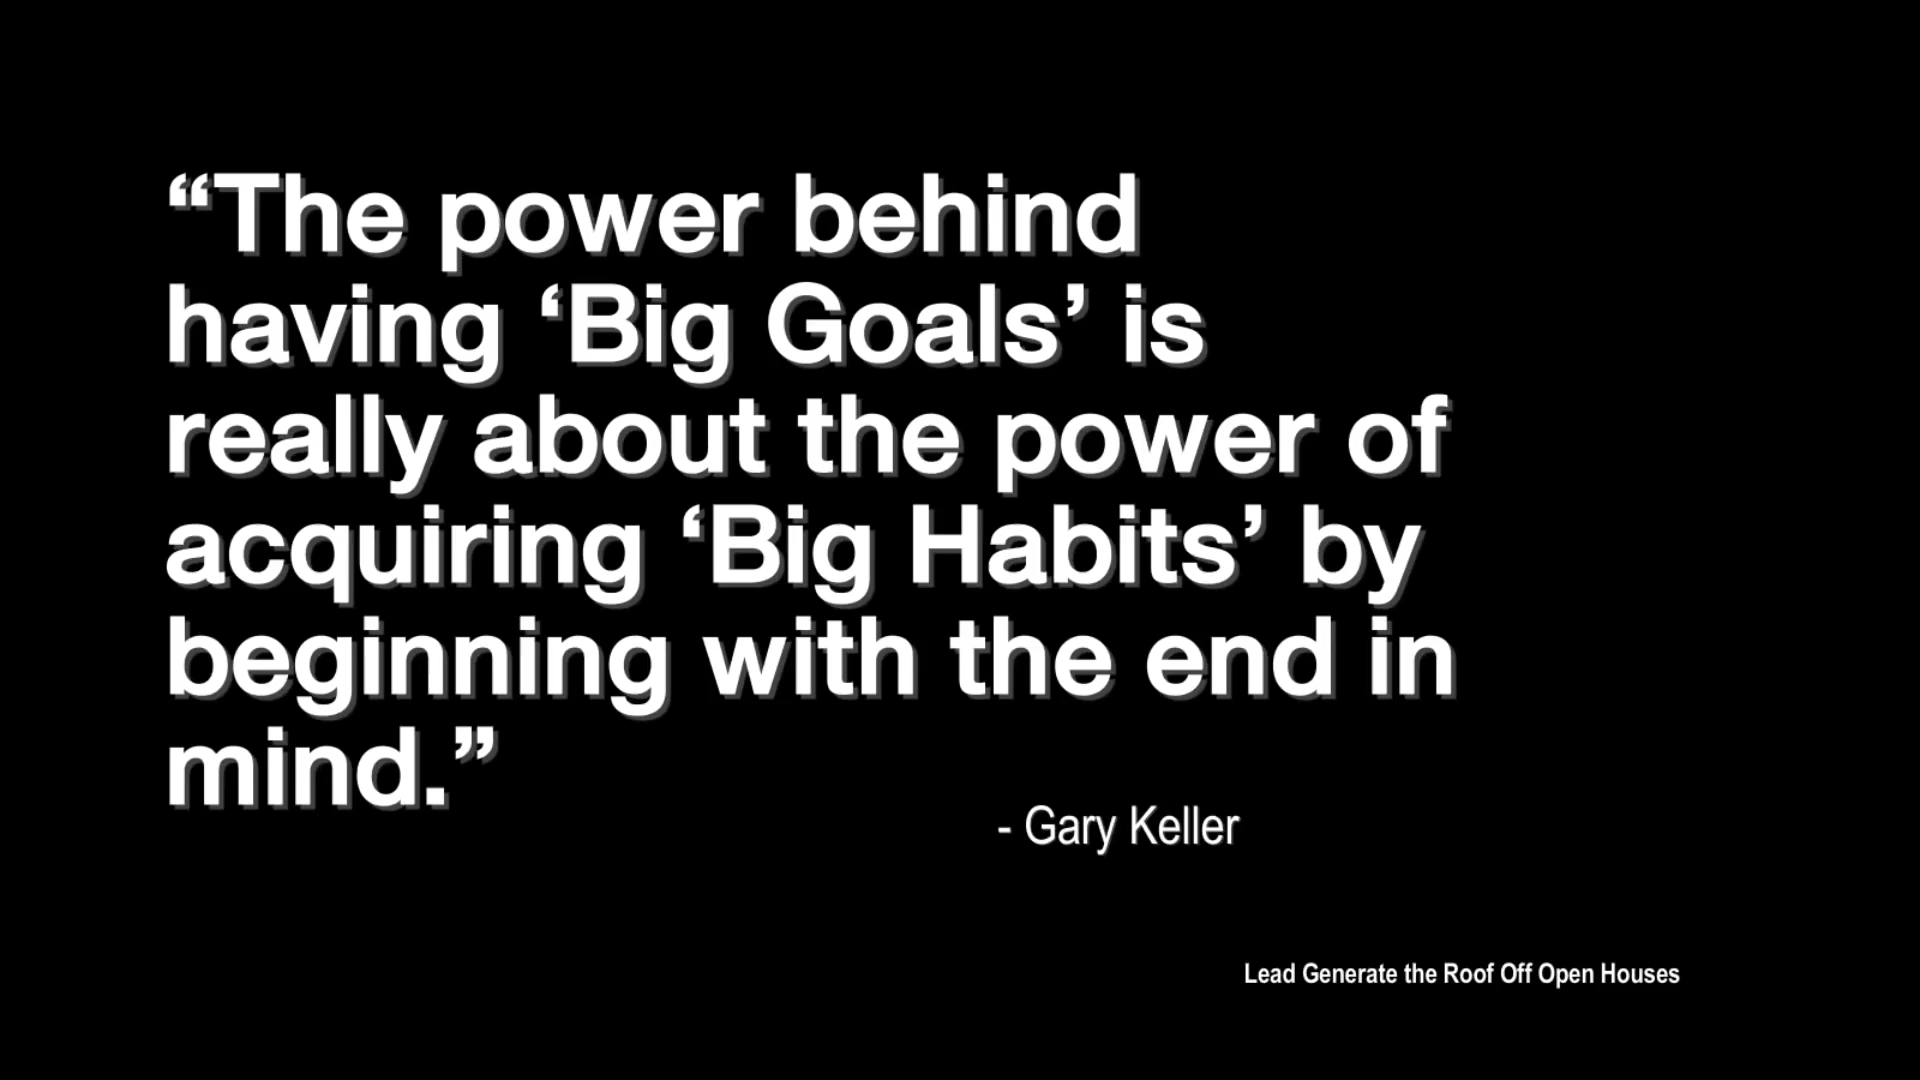 “The power behind
having ‘Big Goals’ is
really about the power of
acquiring ‘Big Habits’ by
beginning with the end in
mind.”
- Gary Keller
Lead Generate the Roof Off Open Houses